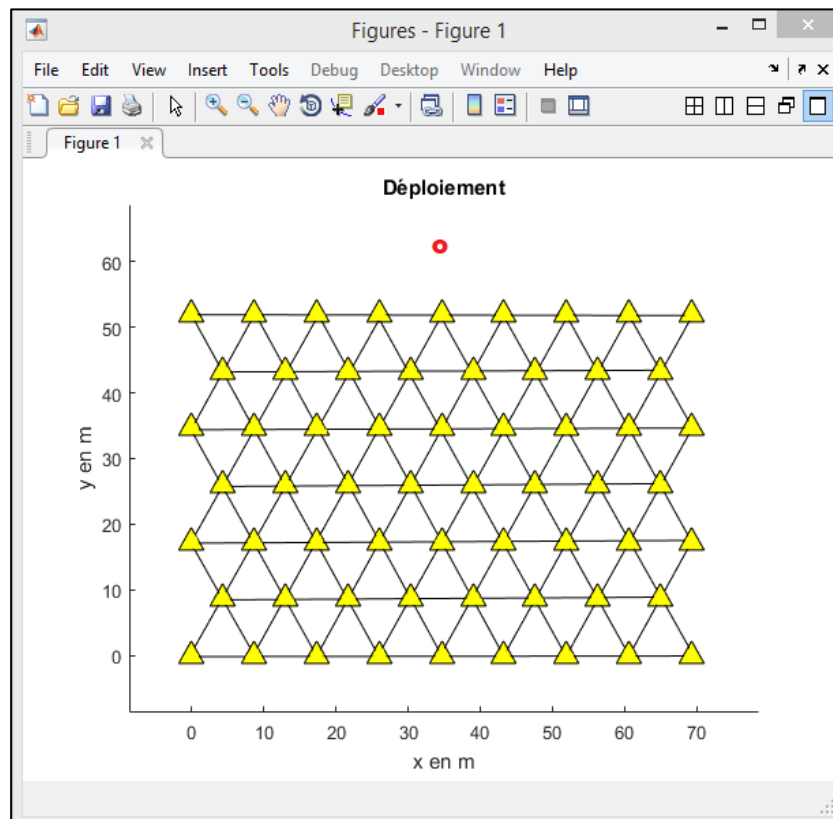 Figures - Figure 1
File Edit View Insert Tools Debug Desktop Window Help
Figure 1
Déploiement
60
50
40
30
20
10
0
y en m
0 10 20 30 40 50 60 70
x en m